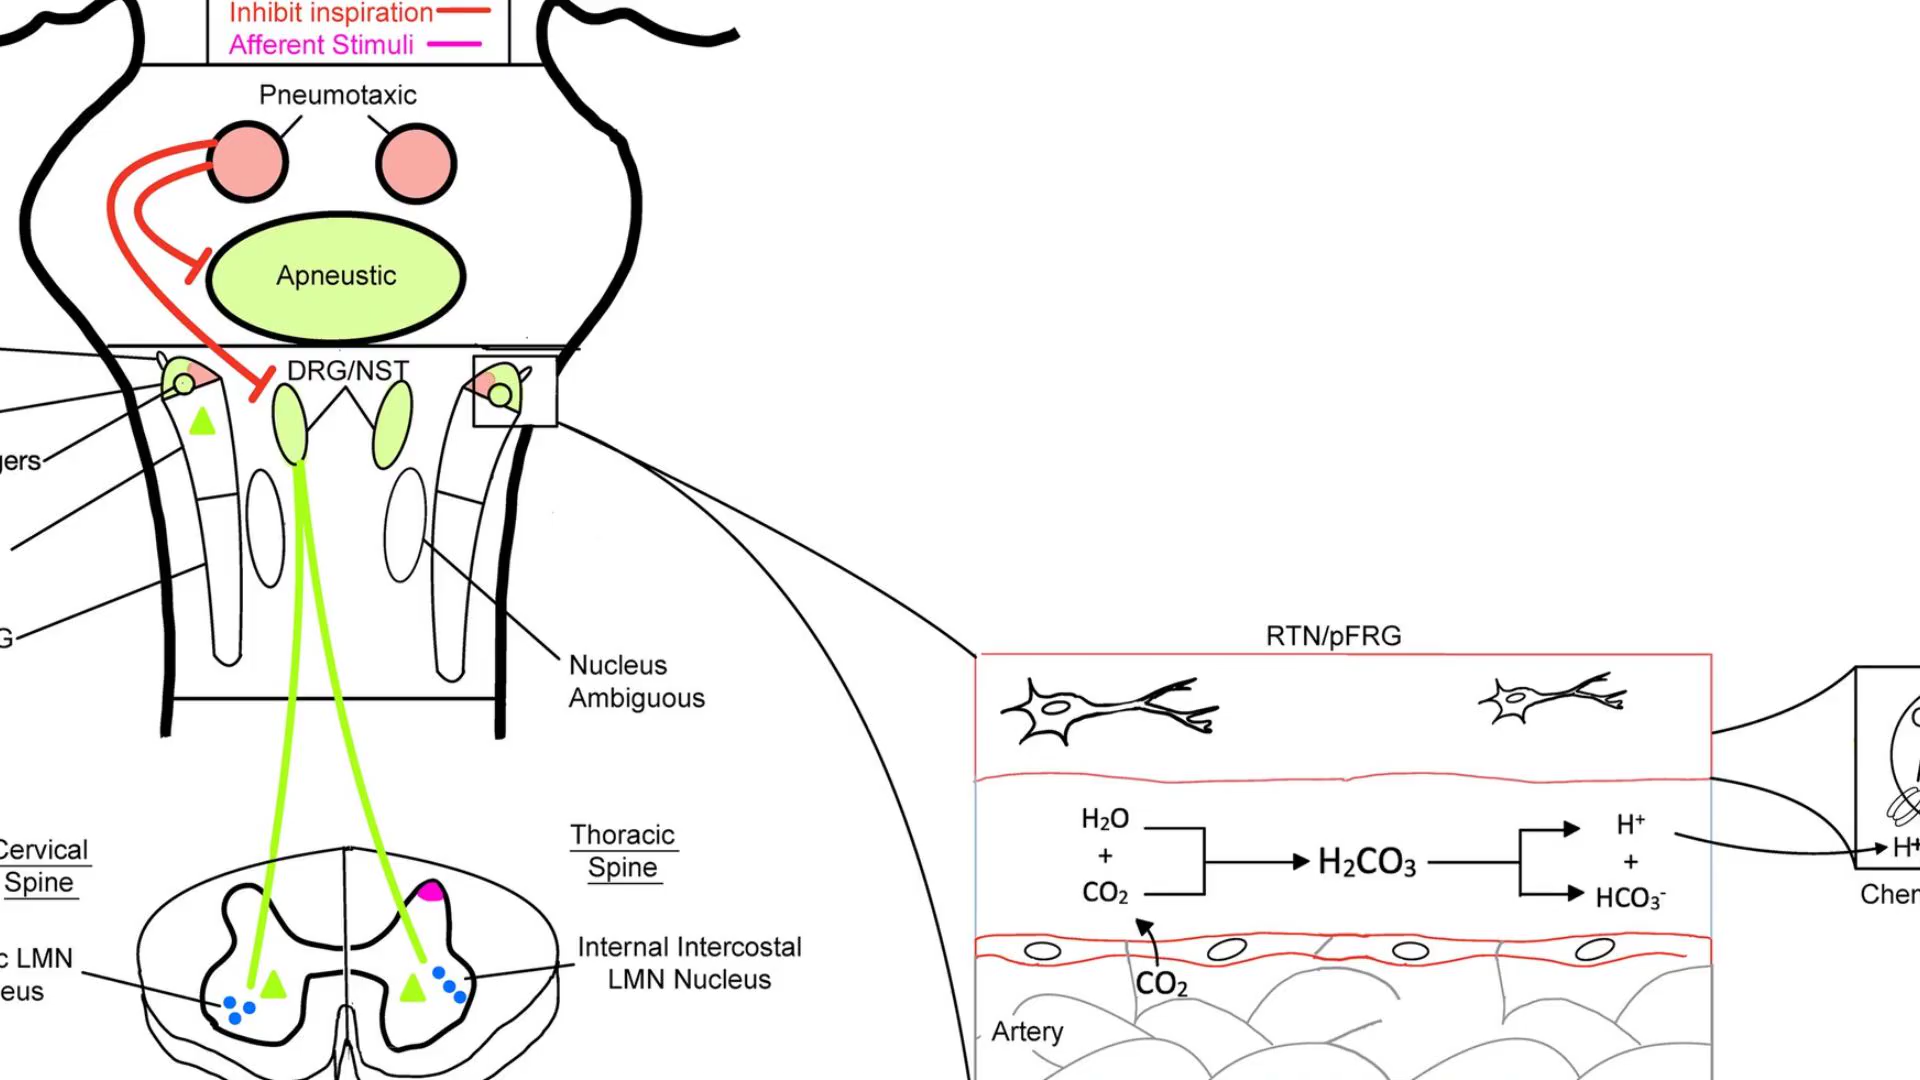 Inhibit inspiration
Afferent Stimuli
Pneumotaxic
Apneustic
DRG/NST
gers
G
Nucleus
Ambiguous
RTN/pFRG
H₂O
+
CO₂
H₂CO₃
H⁺
+
HCO₃⁻
H⁺
Chen
CO₂
Artery
Cervical
Spine
Thoracic
Spine
c LMN
eus
Internal Intercostal
LMN Nucleus